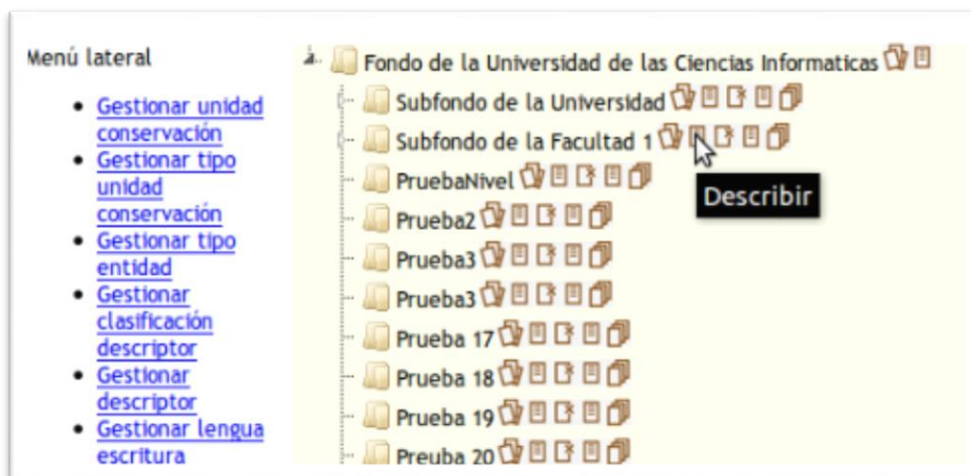 Menú lateral
Gestionar unidad
conservación
Gestionar tipo
unidad
conservación
Gestionar tipo
entidad
Gestionar
clasificación
descriptor
Gestionar
descriptor
Gestionar lengua
escritura
Fondo de la Universidad de las Ciencias Informaticas
Subfondo de la Universidad
Subfondo de la Facultad 1
Describir
PruebaNivel
Prueba2
Prueba3
Prueba3
Prueba 17
Prueba 18
Prueba 19
Preuba 20